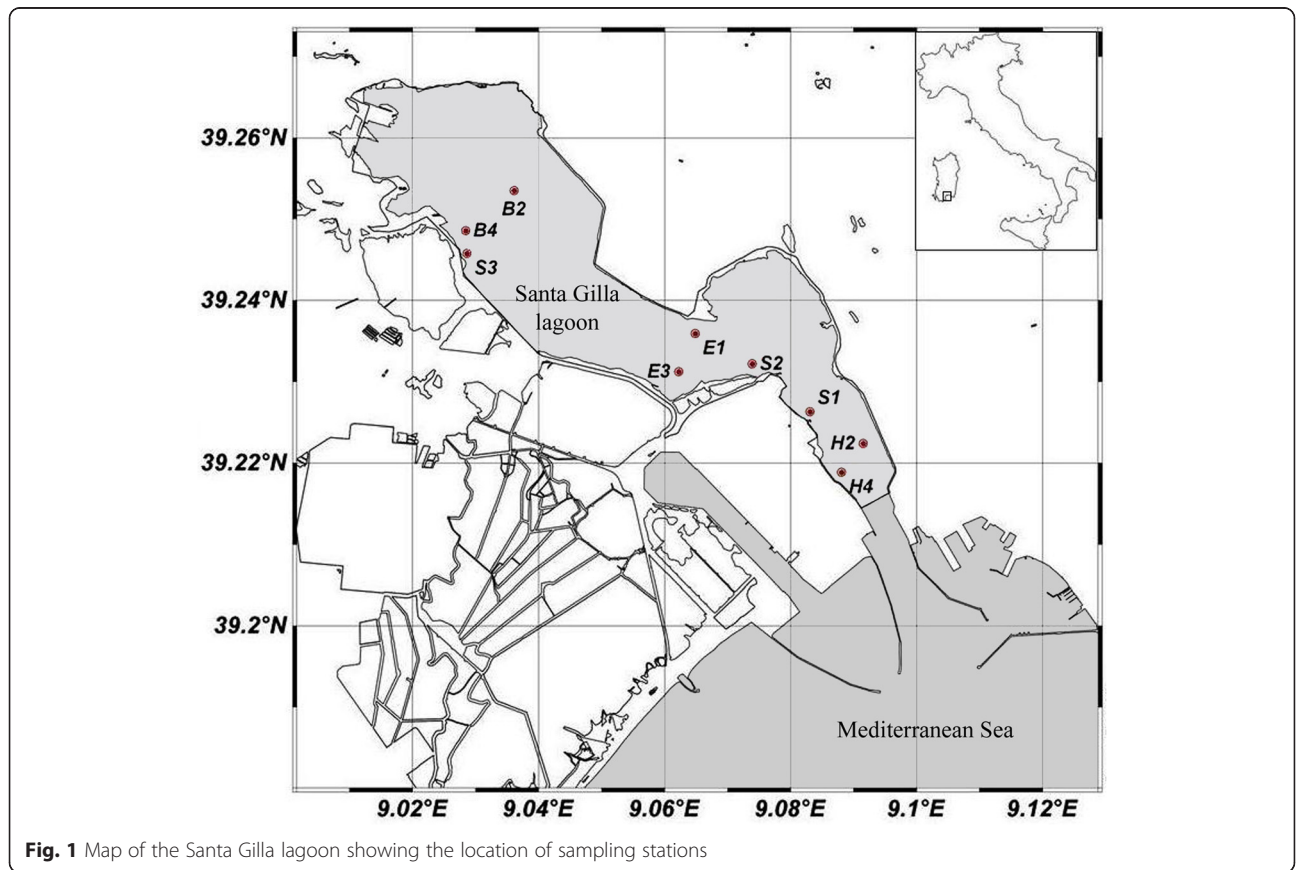 39.26°N
B2
B4
S3
39.24°N
Santa Gilla
lagoon
E1
S2
E3
S1
H2
39.22°N
H4
39.2°N
Mediterranean Sea
9.02°E 9.04°E 9.06°E 9.08°E 9.1°E 9.12°E
Fig. 1 Map of the Santa Gilla lagoon showing the location of sampling stations